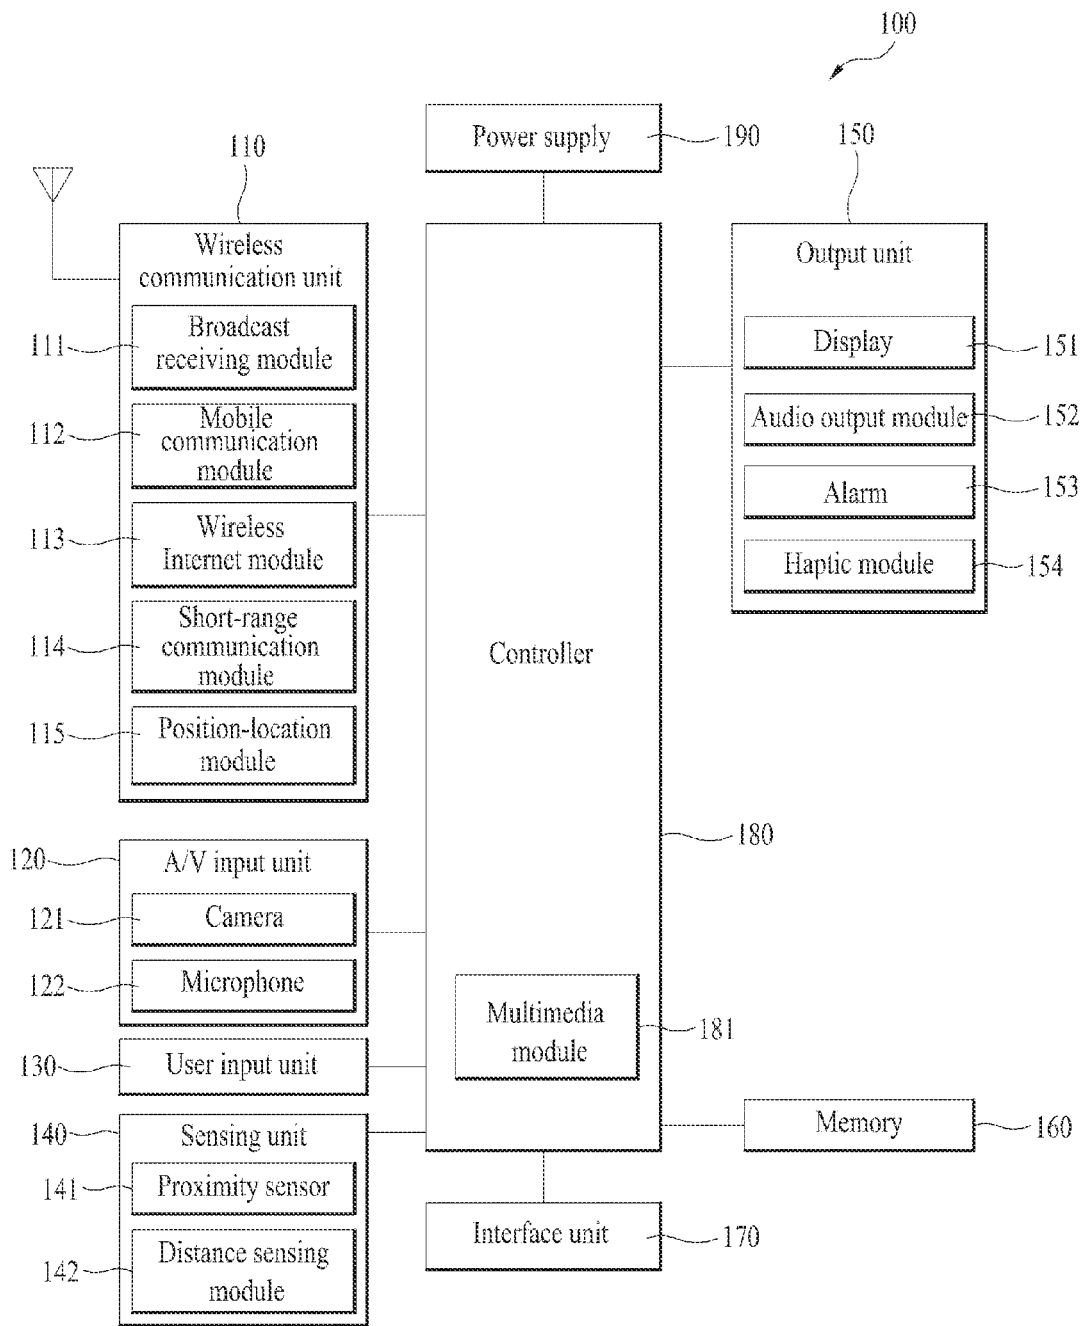 100
Power supply
190
110
150
Wireless
communication unit
Output unit
111
Broadcast
receiving module
Display
151
112
Mobile
communication
module
Audio output module
152
Alarm
153
113
Wireless
Internet module
Haptic module
154
114
Short-range
communication
module
Controller
115
Position-location
module
180
120
A/V input unit
121
Camera
122
Microphone
Multimedia
module
181
130
User input unit
140
Sensing unit
Memory
160
141
Proximity sensor
Interface unit
170
142
Distance sensing
module